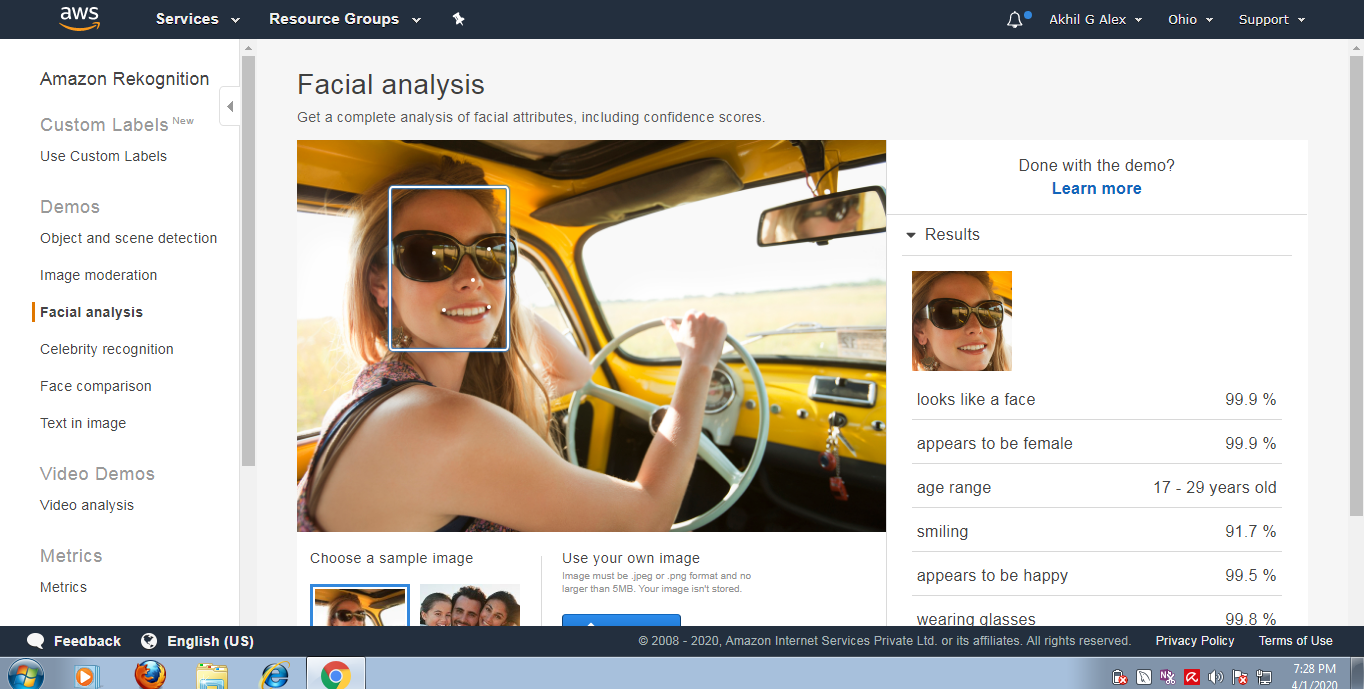 aws
Services
Resource Groups
Akhil G Alex
Ohio
Support
Amazon Rekognition
Custom Labels New
Use Custom Labels
Demos
Object and scene detection
Image moderation
Facial analysis
Celebrity recognition
Face comparison
Text in image
Video Demos
Video analysis
Metrics
Metrics
Facial analysis
Get a complete analysis of facial attributes, including confidence scores.
Choose a sample image
Use your own image
Image must be .jpeg or .png format and no
larger than 5MB. Your image isn't stored.
Done with the demo?
Learn more
Results
looks like a face 99.9 %
appears to be female 99.9 %
age range 17 - 29 years old
smiling 91.7 %
appears to be happy 99.5 %
wearing glasses 99.8 %
Feedback
English (US)
© 2008 - 2020, Amazon Internet Services Private Ltd. or its affiliates. All rights reserved.
Privacy Policy
Terms of Use
7:28 PM
4/1/2020